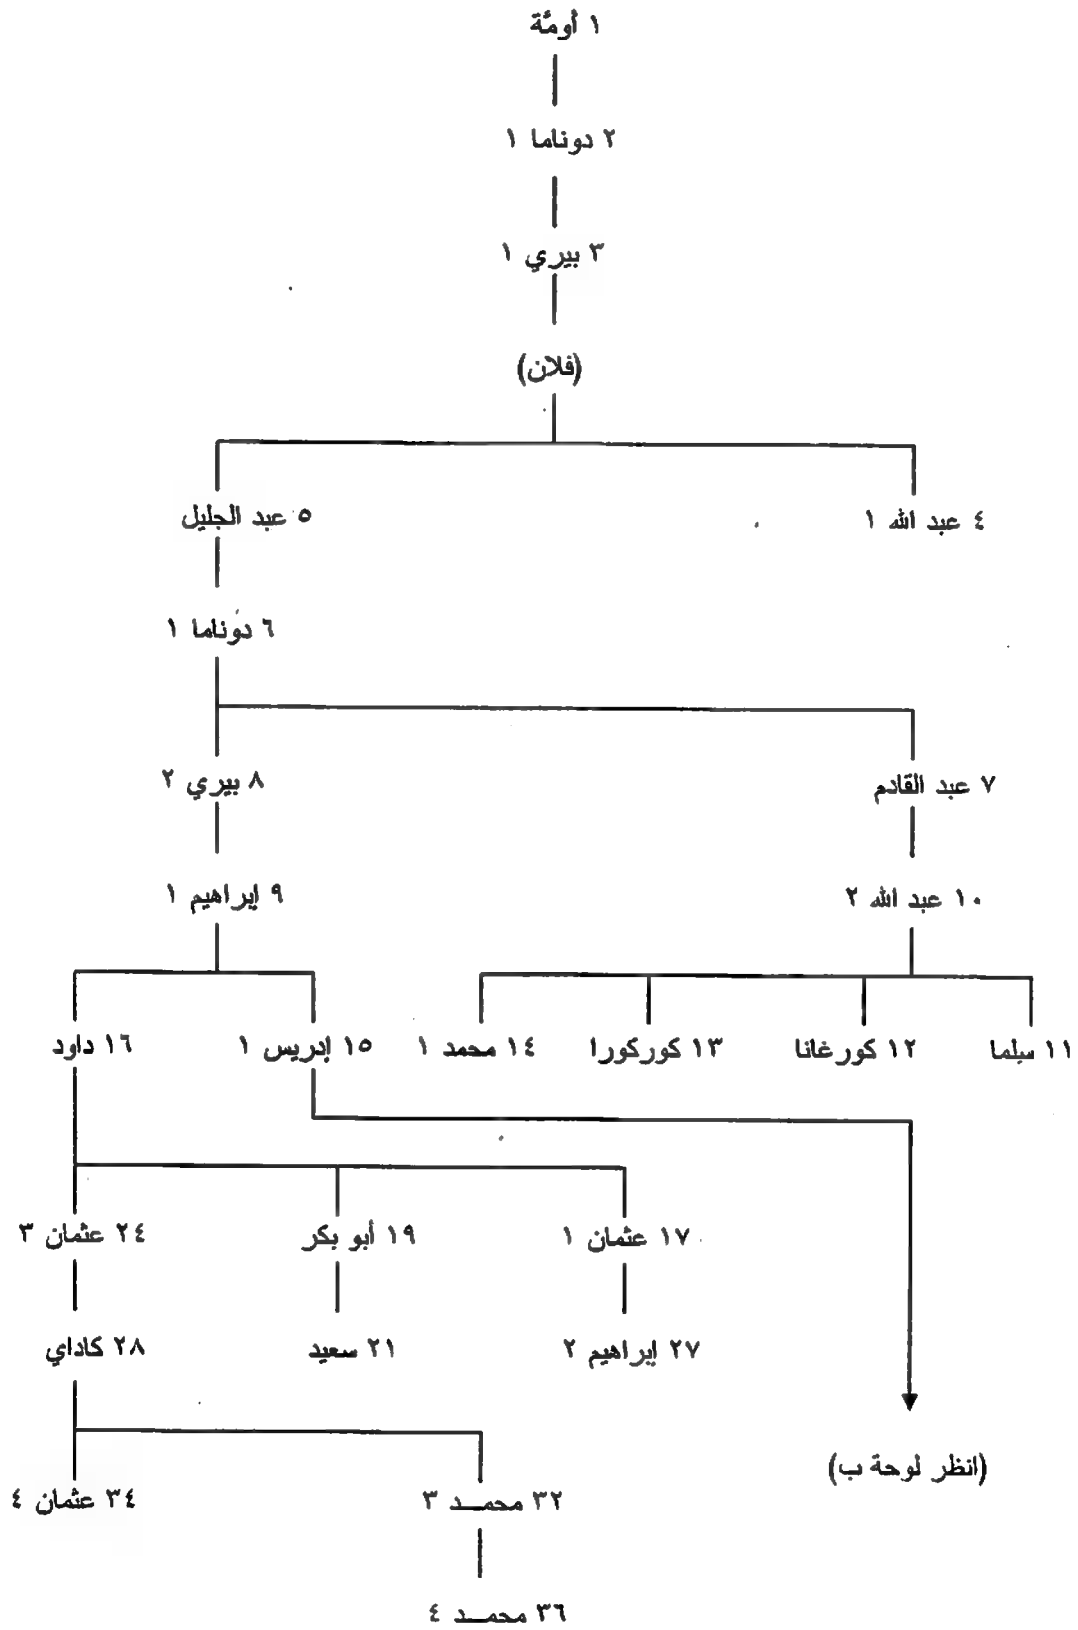 ١ أومّة
٢ دوناما ١
٣ بيري ١
(فلان)
٤ عبد الله ١
٥ عبد الجليل
٦ دوناما ١
٧ عبد القادم
٨ بيري ٢
٩ إبراهيم ١
١٠ عبد الله ٢
١١ سيلما
١٢ كورغانا
١٣ كوركورا
١٤ محمد ١
١٥ إدريس ١
١٦ داود
١٧ عثمان ١
١٩ أبو بكر
٢٤ عثمان ٣
٢٧ إبراهيم ٢
٢١ سعيد
٢٨ كاداي
(انظر لوحة ب)
٣٢ محمــد ٣
٣٤ عثمان ٤
٣٦ محمــد ٤